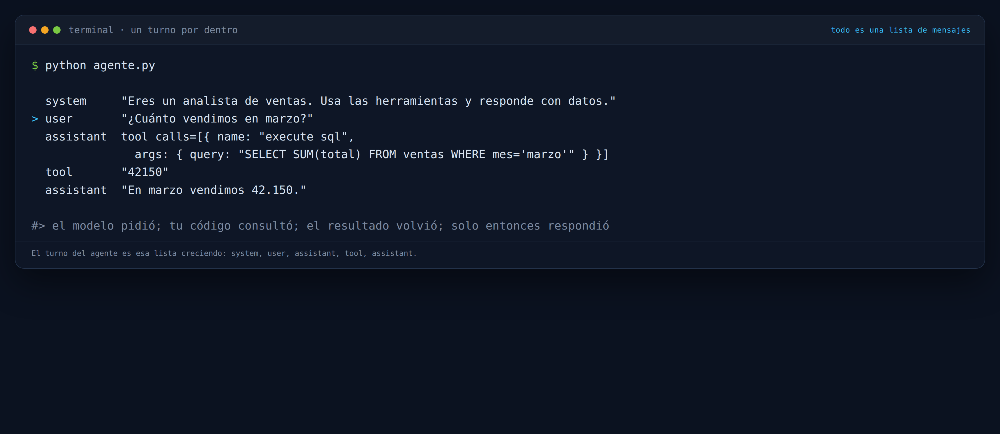 terminal · un turno por dentro
todo es una lista de mensajes
$ python agente.py
system "Eres un analista de ventas. Usa las herramientas y responde con datos."
> user "¿Cuánto vendimos en marzo?"
assistant tool_calls=[{ name: "execute_sql",
args: { query: "SELECT SUM(total) FROM ventas WHERE mes='marzo'" } }]
tool "42150"
assistant "En marzo vendimos 42.150."
#> el modelo pidió; tu código consultó; el resultado volvió; solo entonces respondió
El turno del agente es esa lista creciendo: system, user, assistant, tool, assistant.